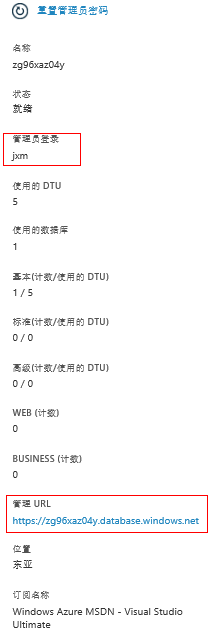 重置管理员密码
名称
zg96xaz04y
状态
就绪
管理员登录
jxm
使用的 DTU
5
使用的数据库
1
基本(计数/使用的 DTU)
1 / 5
标准(计数/使用的 DTU)
0 / 0
高级(计数/使用的 DTU)
0 / 0
WEB (计数)
0
BUSINESS (计数)
0
管理 URL
https://zg96xaz04y.database.windows.net
位置
东亚
订阅名称
Windows Azure MSDN - Visual Studio
Ultimate